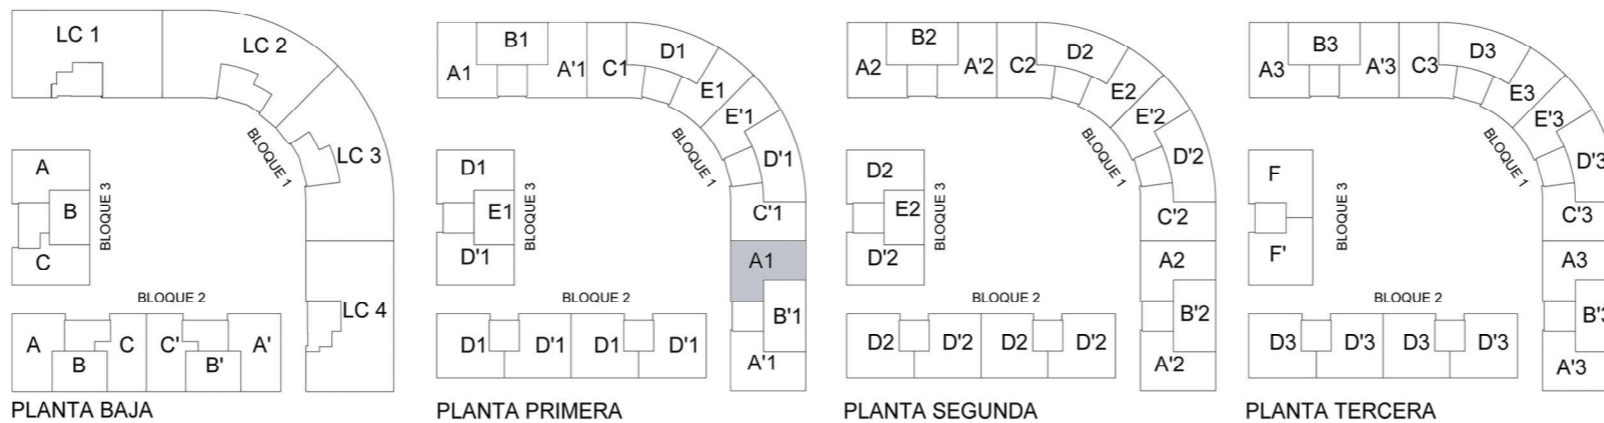 LC 1
LC 2
LC 3
LC 4
BLOQUE 1
A
B
C
BLOQUE 3
BLOQUE 2
A
B
C
C'
B'
A'
PLANTA BAJA
A1
B1
A'1
C1
D1
E1
E'1
D'1
C'1
A1
B'1
A'1
BLOQUE 1
D1
E1
D'1
BLOQUE 3
BLOQUE 2
D1
D'1
D1
D'1
PLANTA PRIMERA
A2
B2
A'2
C2
D2
E2
E'2
D'2
C'2
A2
B'2
A'2
BLOQUE 1
D2
E2
D'2
BLOQUE 3
BLOQUE 2
D2
D'2
D2
D'2
PLANTA SEGUNDA
A3
B3
A'3
C3
D3
E3
E'3
D'3
C'3
A3
B'3
A'3
BLOQUE 1
F
F'
BLOQUE 3
BLOQUE 2
D3
D'3
D3
D'3
PLANTA TERCERA